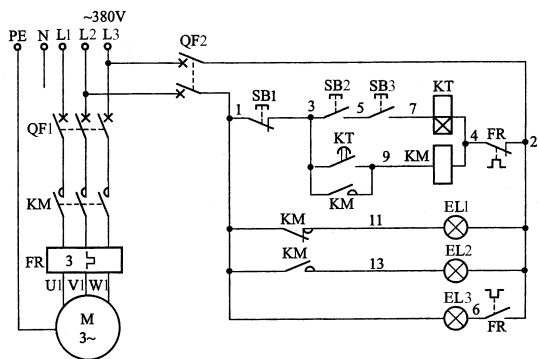 ~380V
PE N L1 L2 L3
QF2
QF1
1 SB1 3 SB2 5 SB3 7 KT
KT 9 KM 4 FR 2
KM
KM
KM 11 EL1
FR 3
KM 13 EL2
U1 V1 W1
EL3 6 FR
M
3~